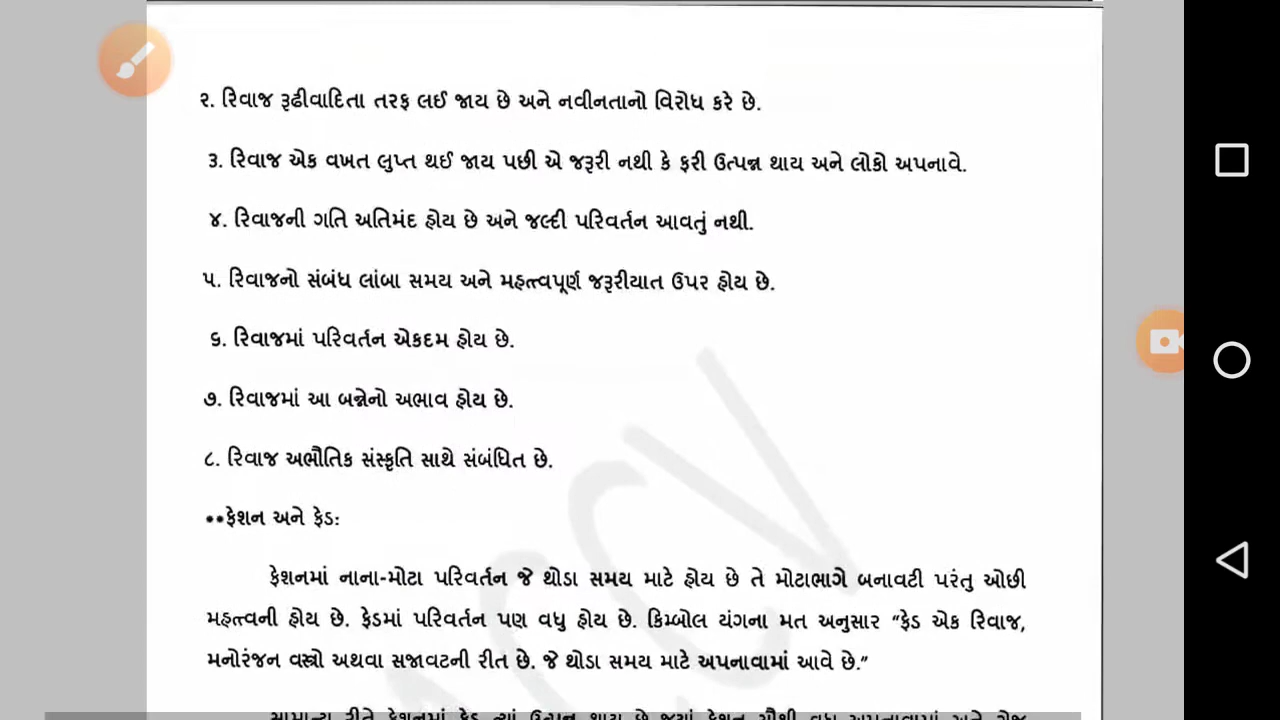 ૨. રિવાજ રૂઢીવાદિતા તરફ લઈ જાય છે અને નવીનતાનો વિરોધ કરે છે.
૩. રિવાજ એક વખત લુપ્ત થઈ જાય પછી એ જરૂરી નથી કે ફરી ઉત્પન્ન થાય અને લોકો અપનાવે.
૪. રિવાજની ગતિ અતિમંદ હોય છે અને જલ્દી પરિવર્તન આવતું નથી.
૫. રિવાજનો સંબંધ લાંબા સમય અને મહત્ત્વપૂર્ણ જરૂરીયાત ઉપર હોય છે.
૬. રિવાજમાં પરિવર્તન એકદમ હોય છે.
૭. રિવાજમાં આ બન્નેનો અભાવ હોય છે.
૮. રિવાજ અભૌતિક સંસ્કૃતિ સાથે સંબંધિત છે.
••ફેશન અને ફેડ:
ફેશનમાં નાના-મોટા પરિવર્તન જે થોડા સમય માટે હોય છે તે મોટાભાગે બનાવટી પરંતુ ઓછી
મહત્ત્વની હોય છે. ફેડમાં પરિવર્તન પણ વધુ હોય છે. કિમ્બોલ યંગના મત અનુસાર “ફેડ એક રિવાજ,
મનોરંજન વસ્ત્રો અથવા સજાવટની રીત છે. જે થોડા સમય માટે અપનાવામાં આવે છે.”